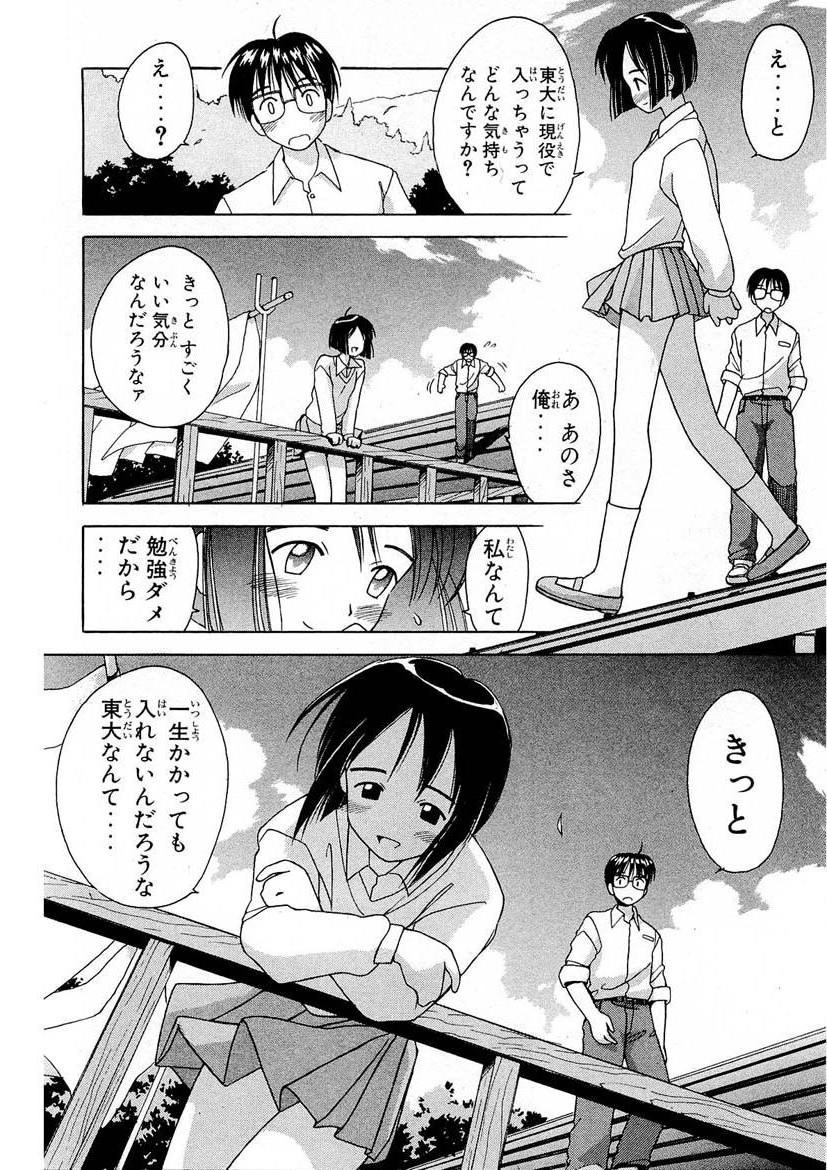 え‥‥と
東大に現役で
入っちゃうって
どんな気持ち
なんですか?
え‥‥?
あ あのさ
俺‥‥
きっと すごく
いい気分
なんだろうなァ
私なんて
勉強ダメ
だから
‥‥
きっと
一生かかっても
入れないんだろうな
東大なんて‥‥